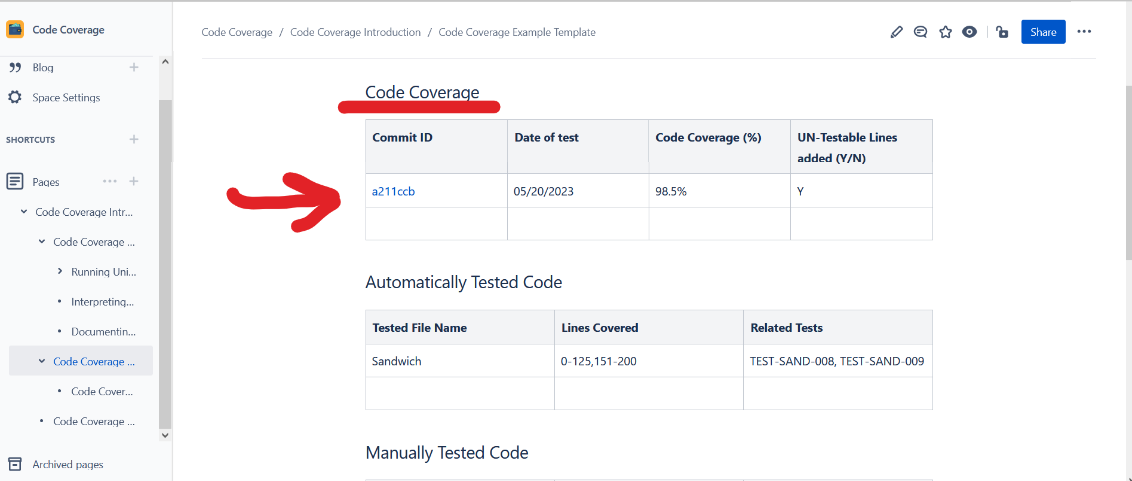 Code Coverage
Code Coverage / Code Coverage Introduction / Code Coverage Example Template
Share
Blog
Space Settings
SHORTCUTS
Pages
Code Coverage Intr...
Code Coverage ...
Running Uni...
Interpreting...
Documentin...
Code Coverage ...
Code Cover...
Code Coverage ...
Archived pages
Code Coverage
Commit ID Date of test Code Coverage (%) UN-Testable Lines
added (Y/N)
a211ccb 05/20/2023 98.5% Y
Automatically Tested Code
Tested File Name Lines Covered Related Tests
Sandwich 0-125,151-200 TEST-SAND-008, TEST-SAND-009
Manually Tested Code